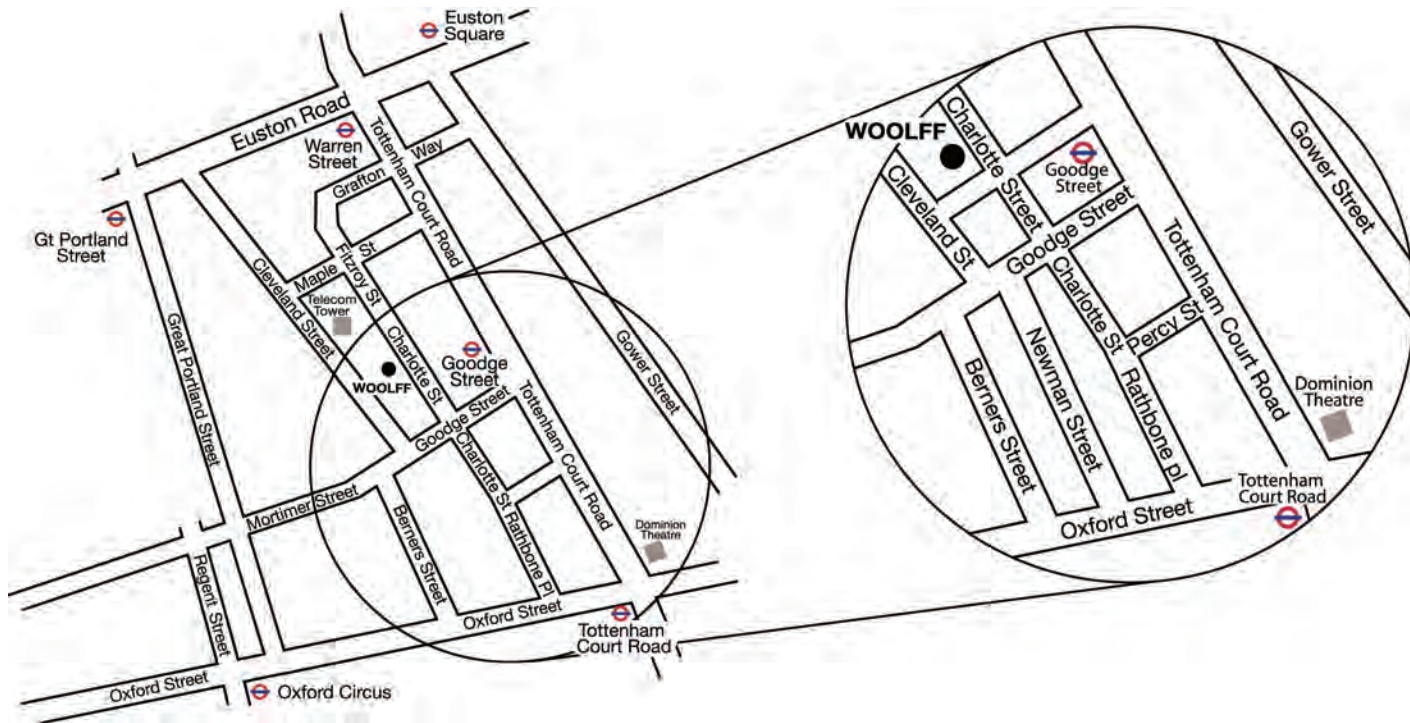 Euston
Square
Euston Road
Warren
Street
Tottenham Court Road
Grafton
Way
Gt Portland
Street
Cleveland Street
Maple St
Fitzroy St
Telecom
Tower
Great Portland Street
Charlotte St
WOOLFF
Goodge
Street
Gower Street
Goodge Street
Tottenham Court Road
Charlotte St
Rathbone Pl
Mortimer Street
Berners Street
Dominion
Theatre
Regent Street
Oxford Street
Tottenham
Court Road
Oxford Street
Oxford Circus
WOOLFF
Charlotte Street
Goodge
Street
Gower Street
Cleveland St
Goodge Street
Tottenham Court Road
Charlotte St
Percy St
Newman Street
Berners Street
Rathbone pl
Dominion
Theatre
Tottenham
Court Road
Oxford Street